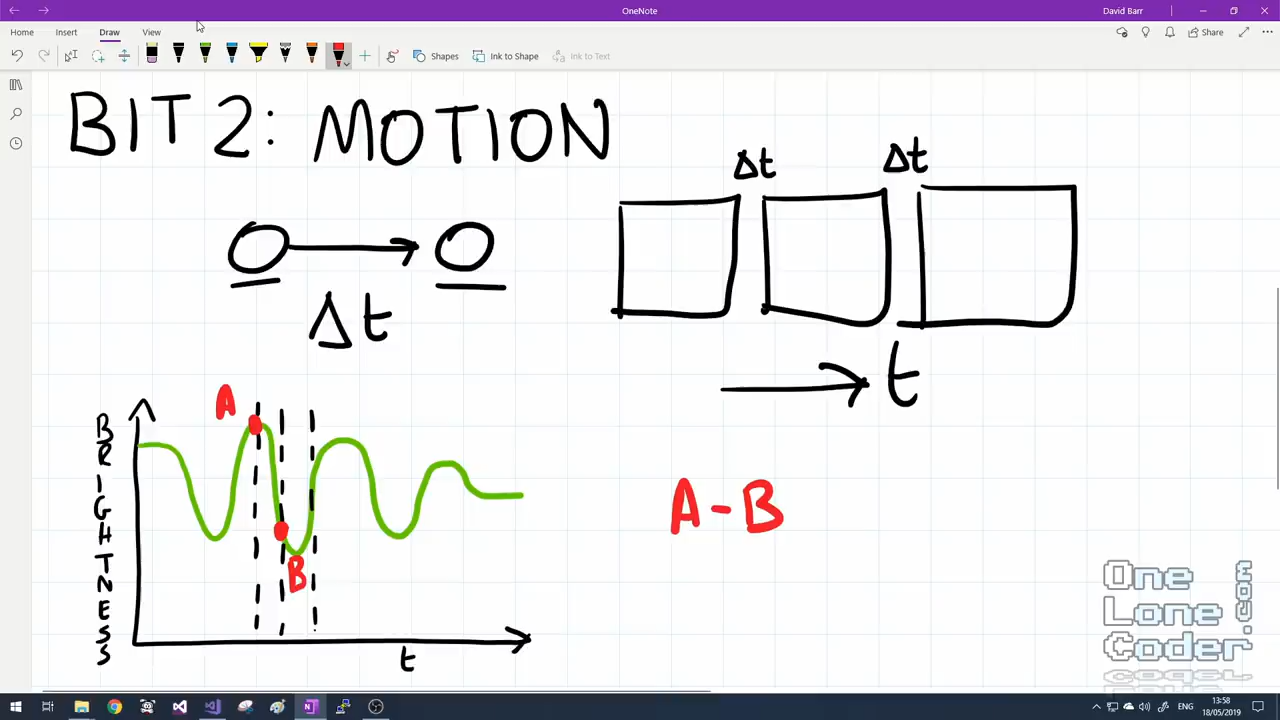 OneNote
David Barr
Home Insert Draw View
Share
Shapes
Ink to Shape
Ink to Text
BIT 2: MOTION
Δt Δt
Δt
t
A
B
BRIGHTNESS
t
A - B
One
Lone
Coder.com
ENG
13:58
18/05/2019